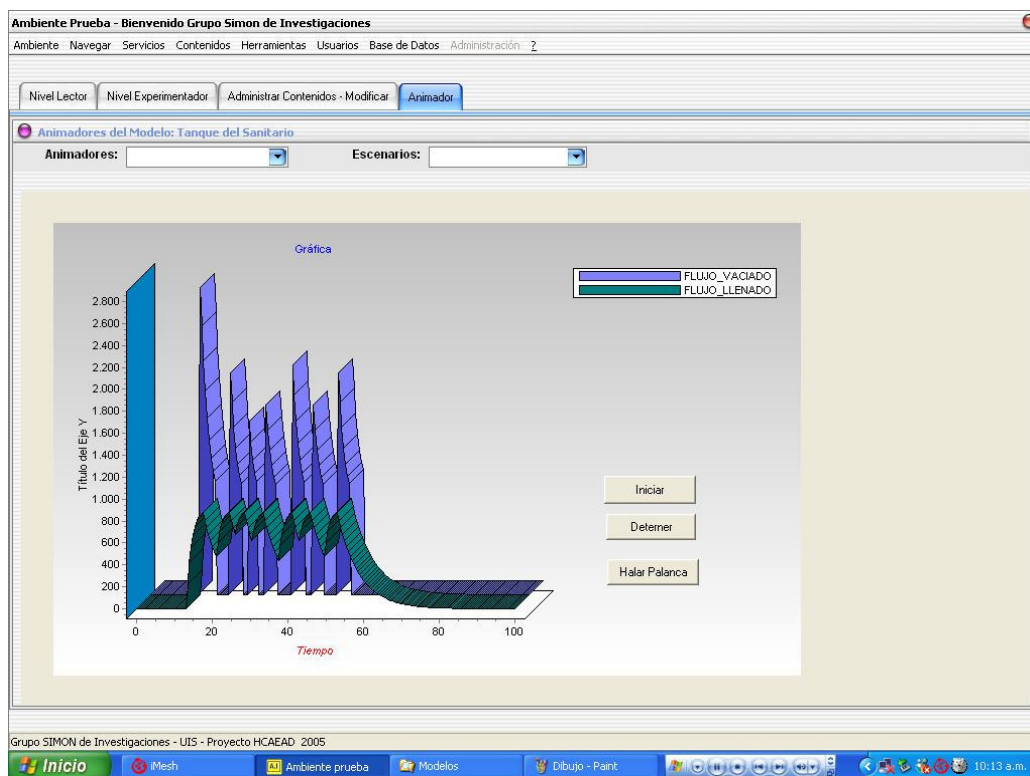 Ambiente Prueba - Bienvenido Grupo Simon de Investigaciones
Ambiente Navegar Servicios Contenidos Herramientas Usuarios Base de Datos Administración ?
Nivel Lector Nivel Experimentador Administrar Contenidos - Modificar Animador
Animadores del Modelo: Tanque del Sanitario
Animadores: Escenarios:
Gráfica
FLUJO_VACIADO
FLUJO_LLENADO
2.800
2.600
2.400
2.200
2.000
1.800
1.600
1.400
1.200
1.000
800
600
400
200
0
Título del Eje Y
0 20 40 60 80 100
Tiempo
Iniciar
Deterner
Halar Palanca
Grupo SIMON de Investigaciones - UIS - Proyecto HCAEAD 2005
Inicio iMesh Ambiente prueba Modelos Dibujo - Paint 10:13 a.m.